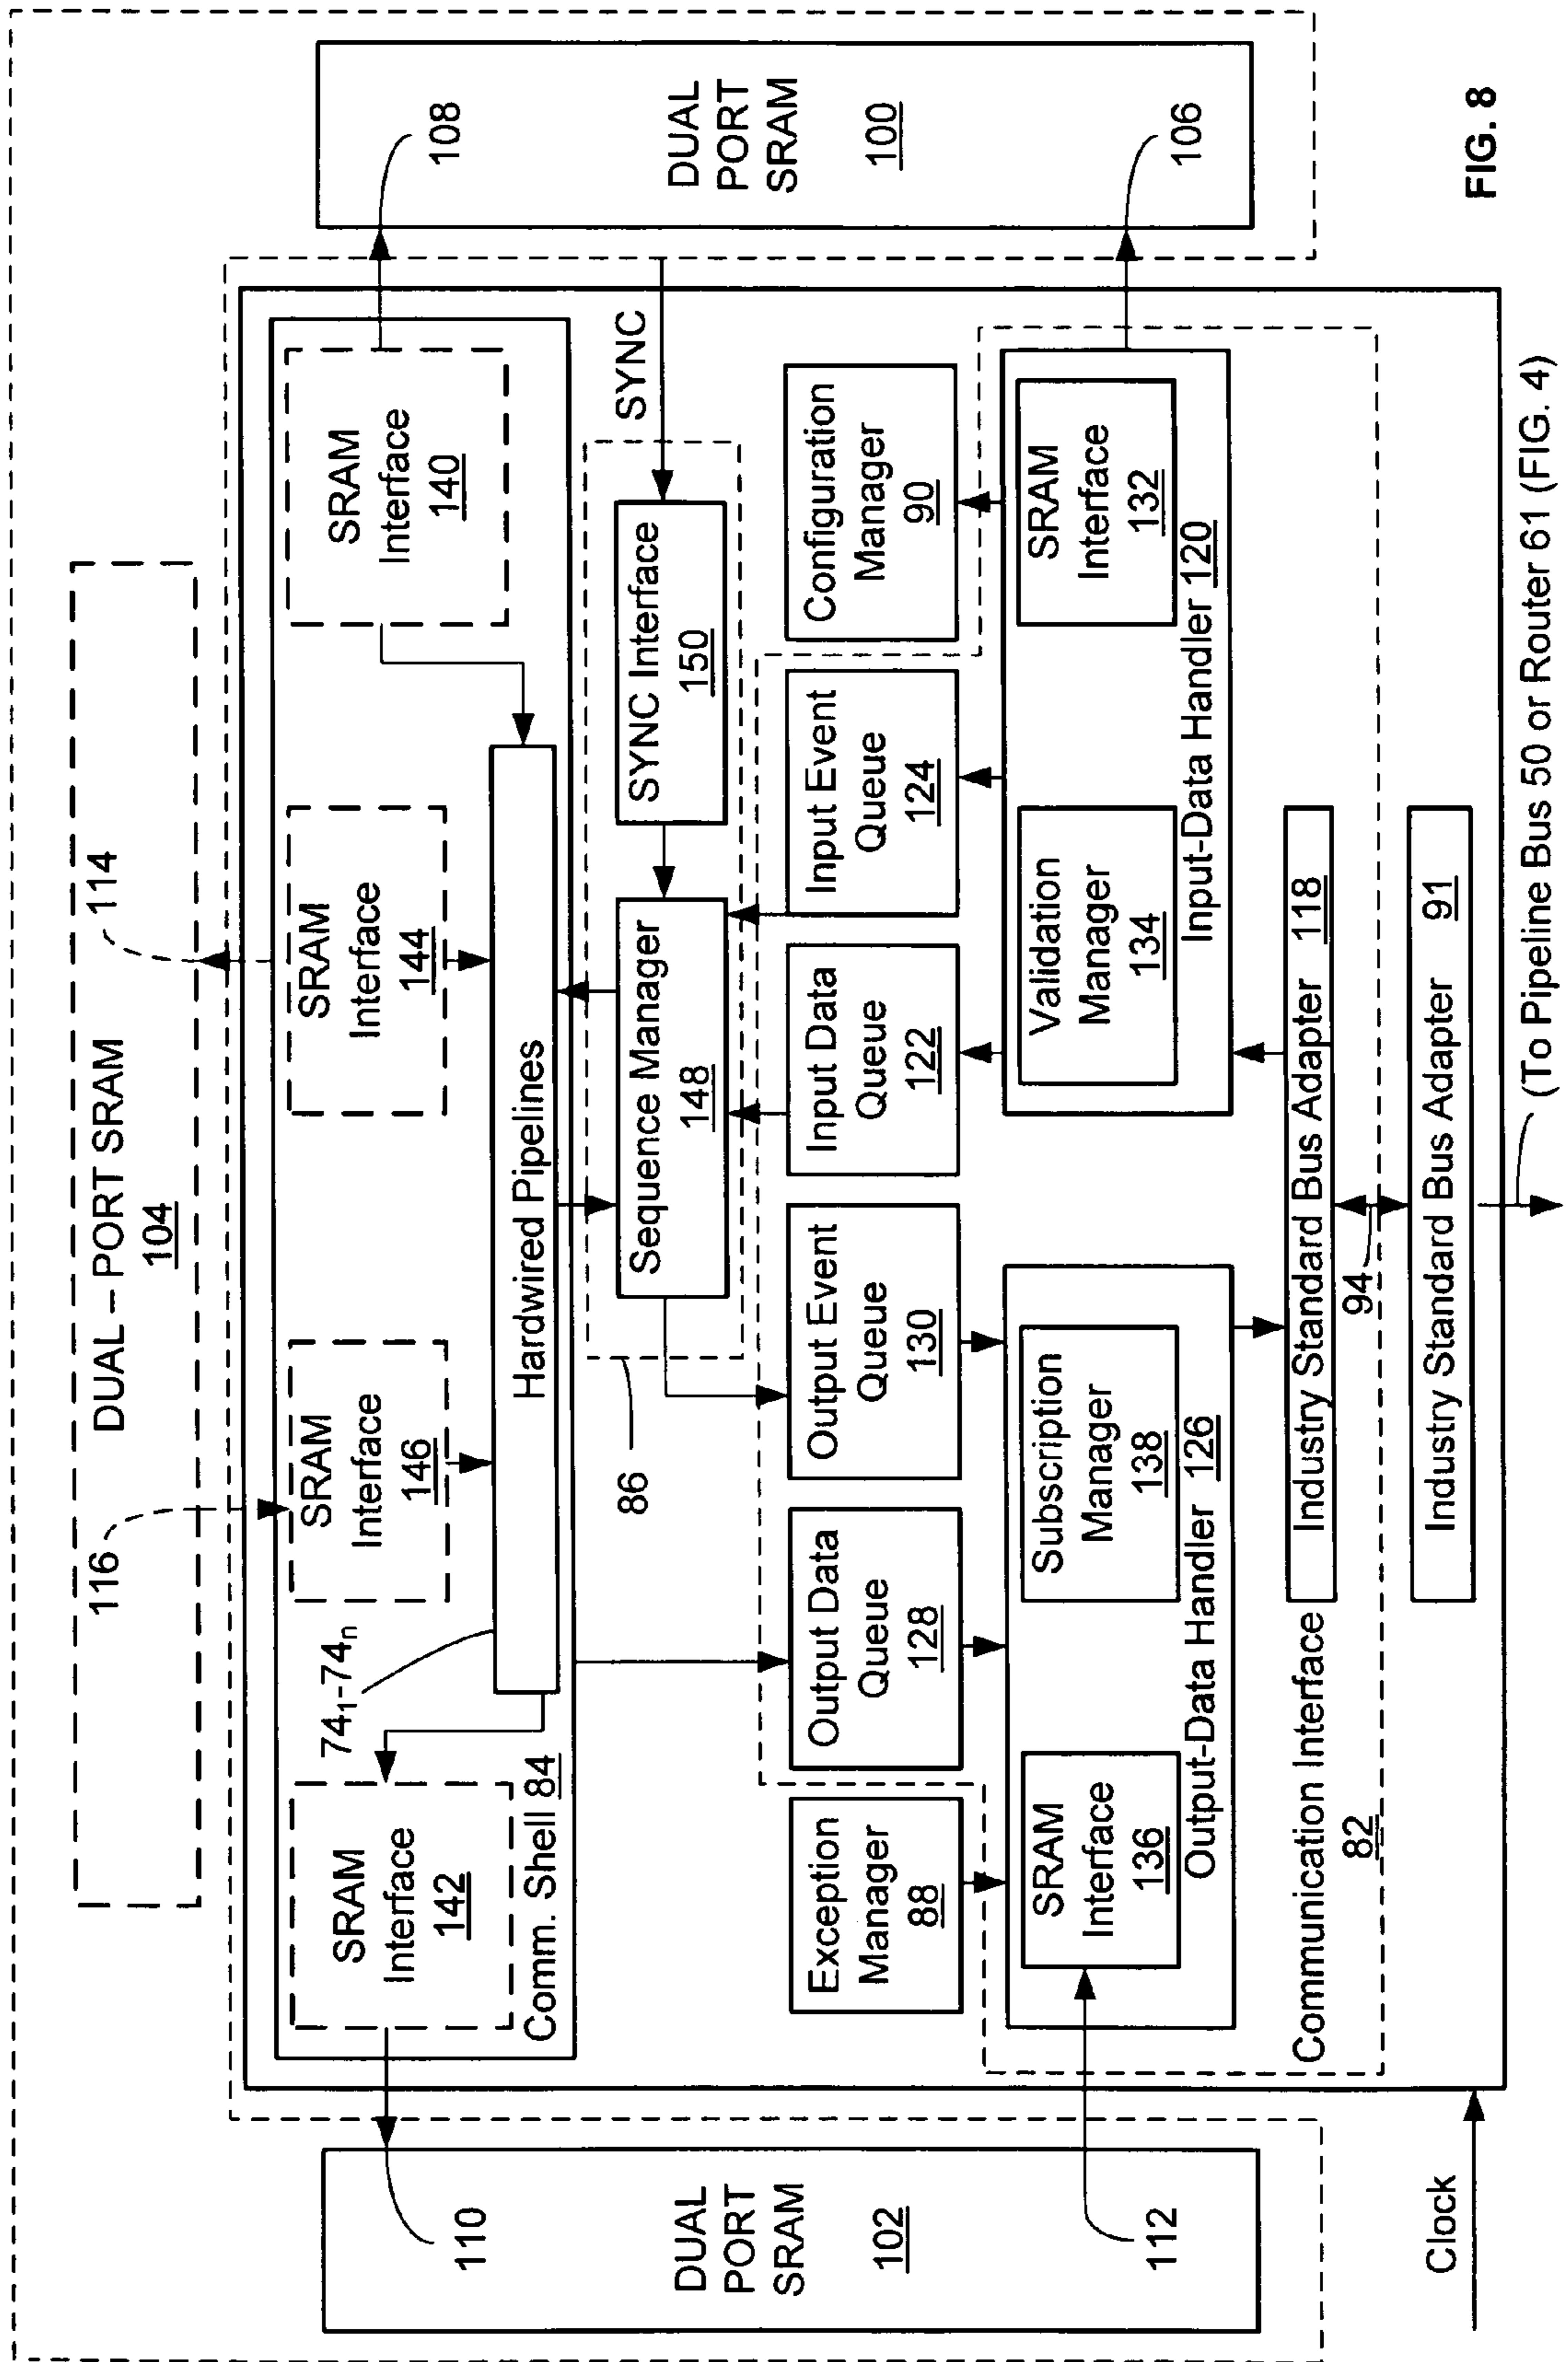 DUAL–PORT SRAM
104
116
114
SRAM
Interface
142
SRAM
Interface
146
SRAM
Interface
144
SRAM
Interface
140
74₁-74ₙ
Hardwired Pipelines
Comm. Shell 84
110
DUAL
PORT
SRAM
102
112
108
DUAL
PORT
SRAM
100
106
86
Sequence Manager
148
SYNC Interface
150
SYNC
Exception
Manager
88
Output Data
Queue
128
Output Event
Queue
130
Input Data
Queue
122
Input Event
Queue
124
Configuration
Manager
90
SRAM
Interface
136
Subscription
Manager
138
Output-Data Handler 126
Validation
Manager
134
SRAM
Interface
132
Input-Data Handler 120
Communication Interface
82
Industry Standard Bus Adapter 118
94
Industry Standard Bus Adapter 91
Clock
(To Pipeline Bus 50 or Router 61 (FIG. 4)
FIG. 8